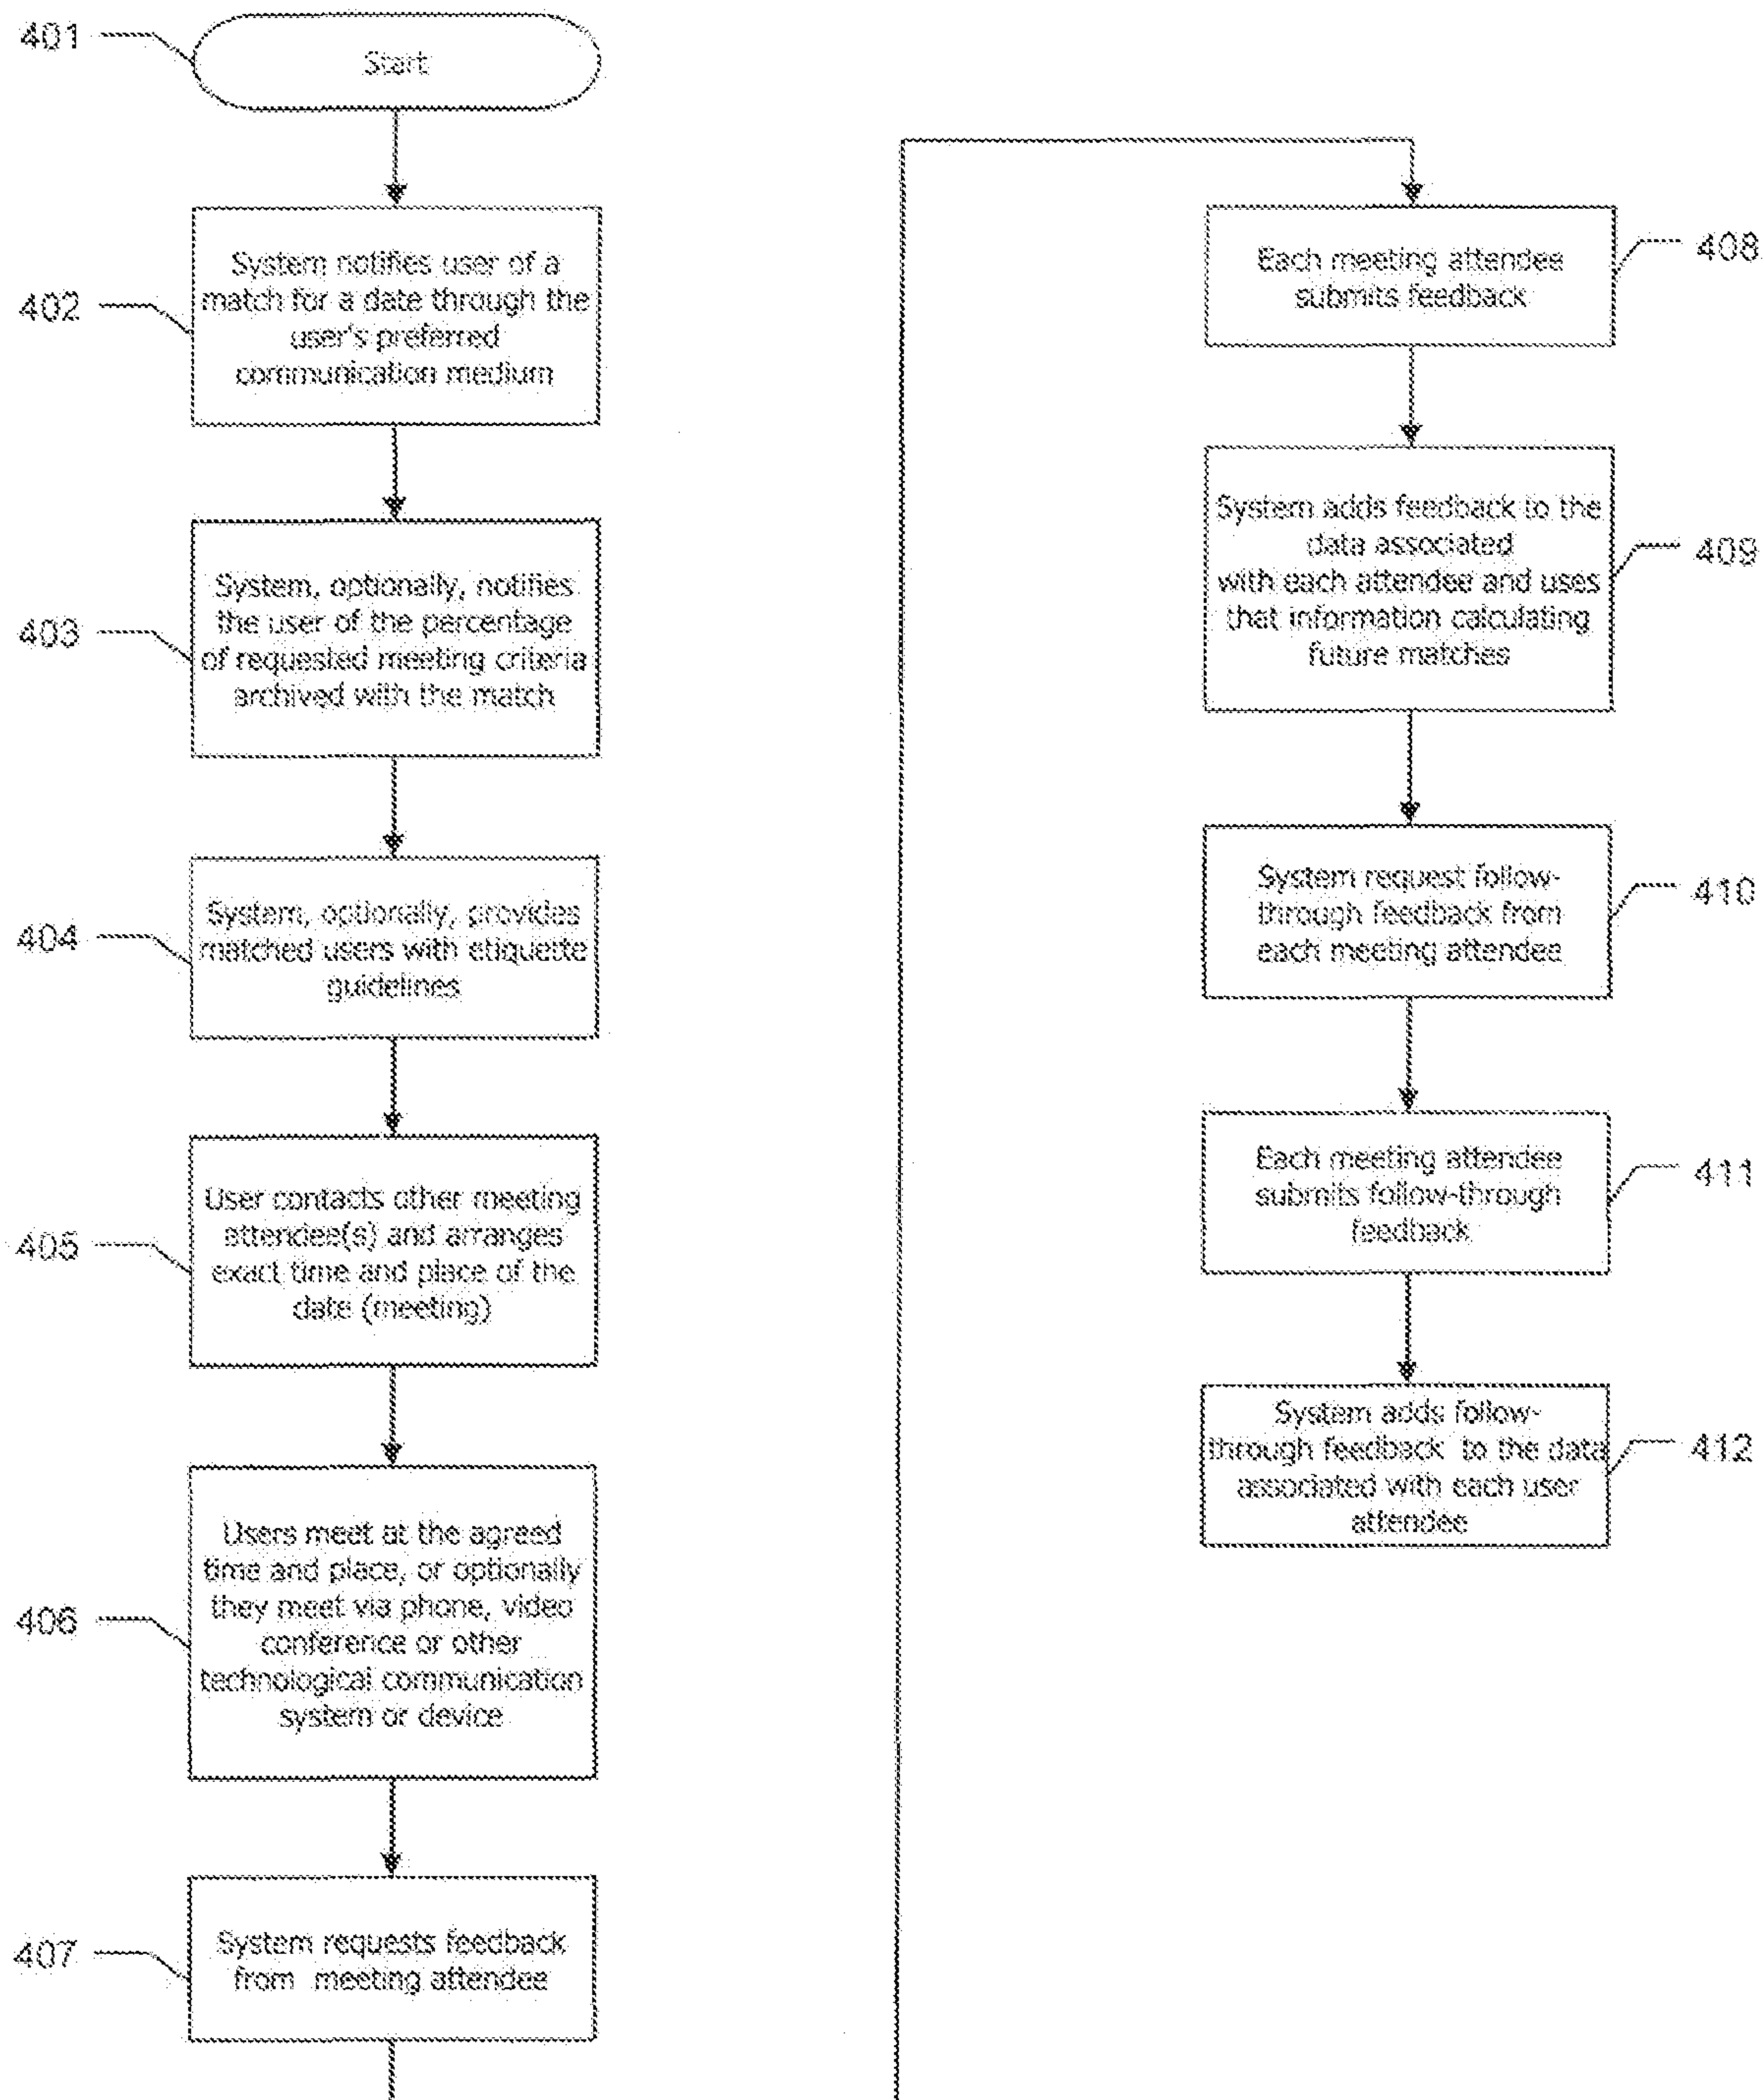 401
Start
402
System notifies user of a
match for a date through the
user's preferred
communication medium
403
System, optionally, notifies
the user of the percentage
of requested meeting criteria
archived with the match
404
System, optionally, provides
matched users with etiquette
guidelines
405
User contacts other meeting
attendee(s) and arranges
exact time and place of the
date (meeting)
406
Users meet at the agreed
time and place, or optionally
they meet via phone, video
conference or other
technological communication
system or device
407
System requests feedback
from meeting attendee
408
Each meeting attendee
submits feedback
409
System adds feedback to the
data associated
with each attendee and uses
that information calculating
future matches
410
System request follow-
through feedback from
each meeting attendee
411
Each meeting attendee
submits follow-through
feedback
412
System adds follow-
through feedback to the data
associated with each user
attendee